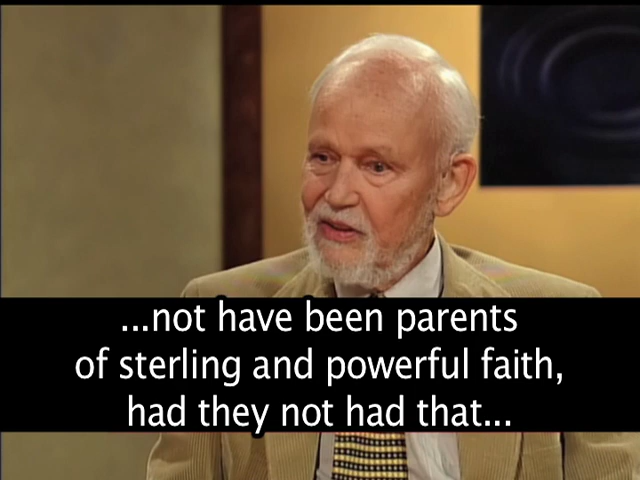 ...not have been parents
of sterling and powerful faith,
had they not had that...